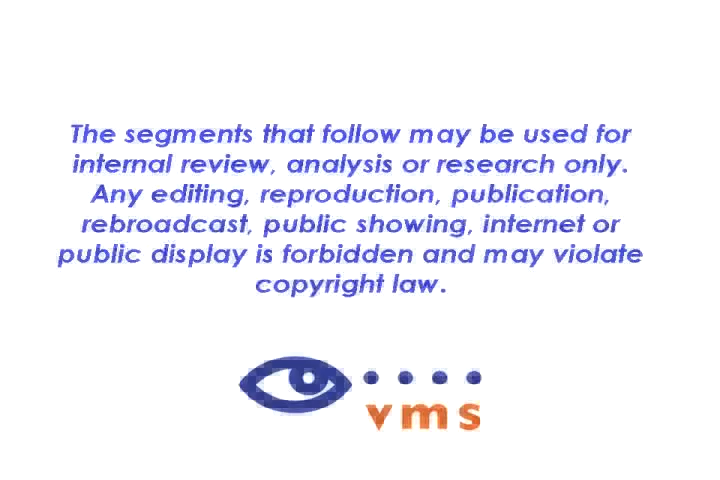 The segments that follow may be used for
internal review, analysis or research only.
Any editing, reproduction, publication,
rebroadcast, public showing, internet or
public display is forbidden and may violate
copyright law.
vms